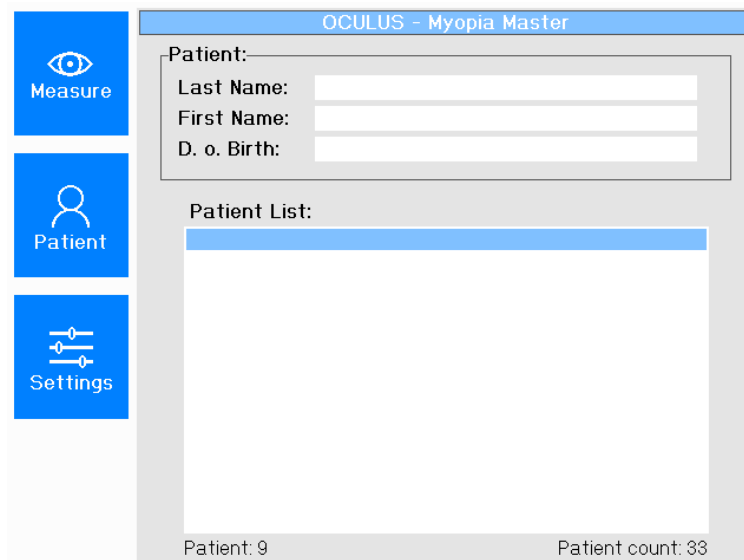 OCULUS - Myopia Master
Measure
Patient
Settings
Patient:
Last Name:
First Name:
D. o. Birth:
Patient List:
Patient: 9
Patient count: 33